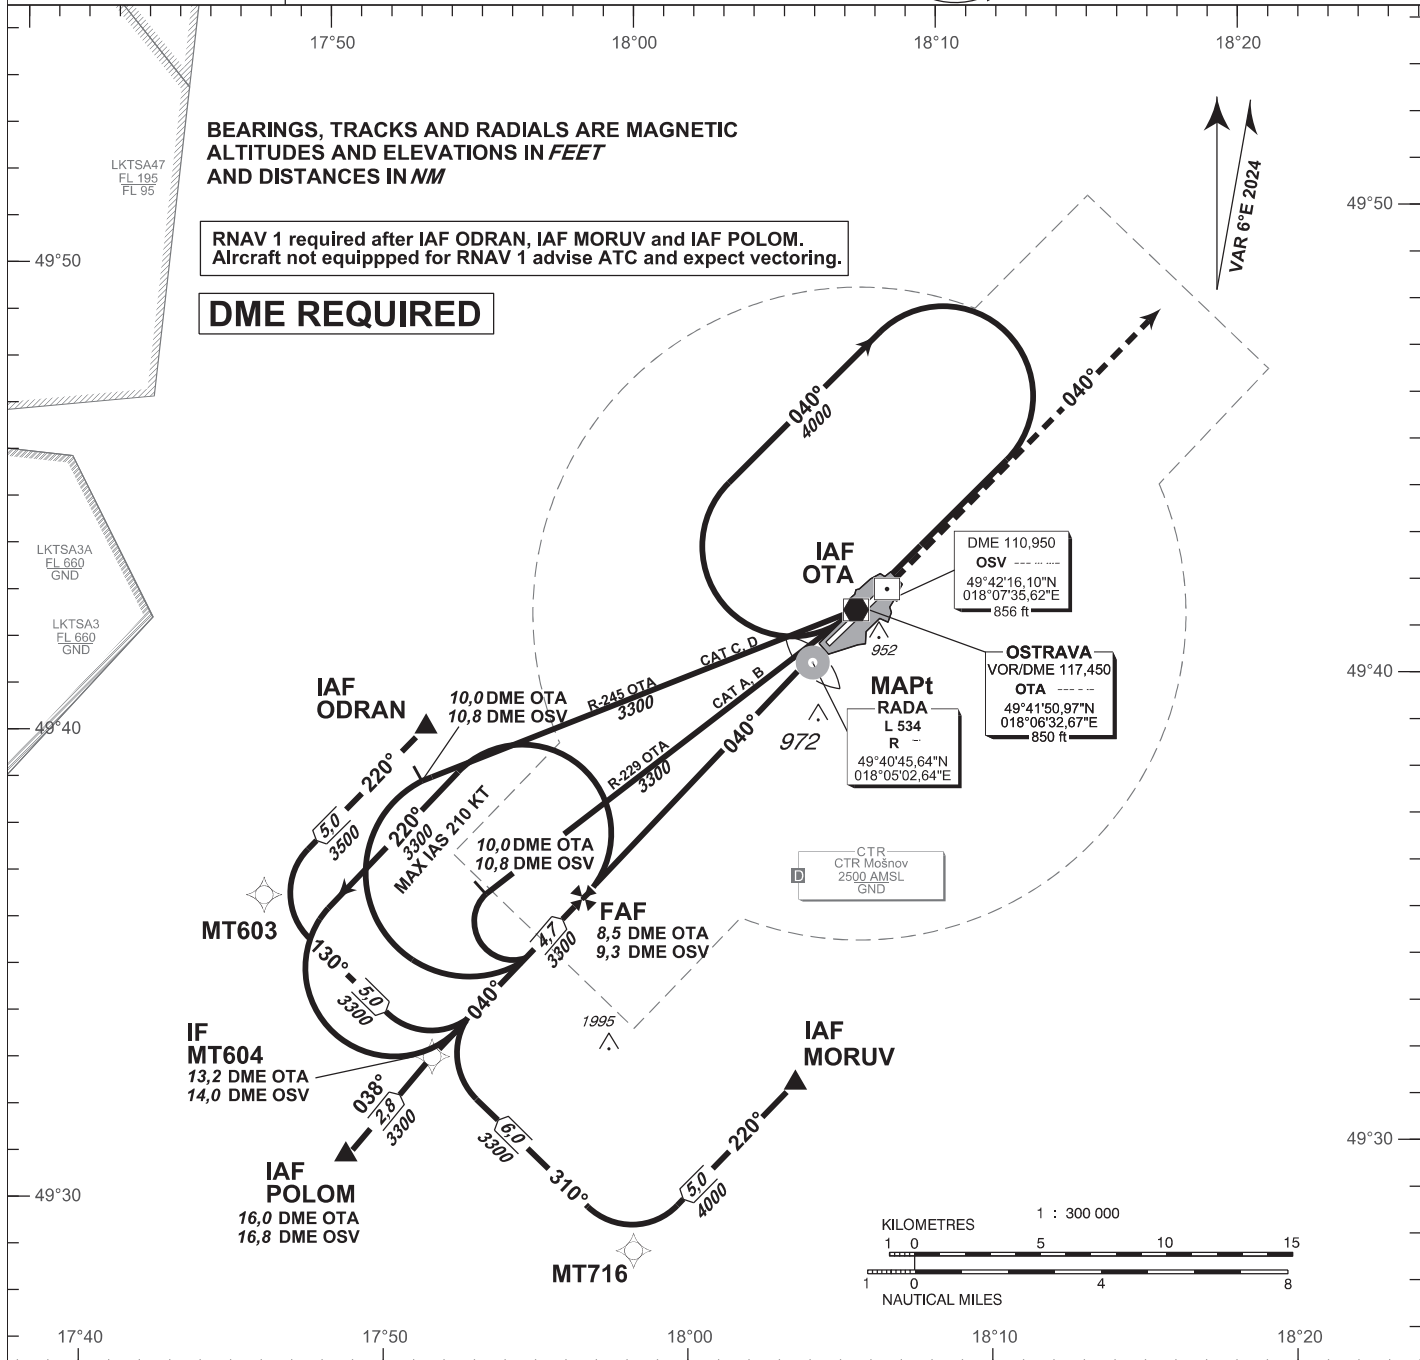 17°50
18°00
18°10
18°20
BEARINGS, TRACKS AND RADIALS ARE MAGNETIC
ALTITUDES AND ELEVATIONS IN FEET
AND DISTANCES IN NM
LKTSA47
FL 195
FL 95
VAR 6°E 2024
49°50
RNAV 1 required after IAF ODRAN, IAF MORUV and IAF POLOM.
Aircraft not equippped for RNAV 1 advise ATC and expect vectoring.
49°50
DME REQUIRED
040°
4000
040°
LKTSA3A
FL 660
GND
IAF
OTA
DME 110,950
OSV
49°42'16,10"N
018°07'35,62"E
856 ft
LKTSA3
FL 660
GND
952
OSTRAVA
VOR/DME 117,450
OTA
49°41'50,97"N
018°06'32,67"E
850 ft
49°40
CAT C, D
CAT A, B
R-245 OTA
3300
R-229 OTA
3300
040°
MAPt
RADA
L 534
R
49°40'45,64"N
018°05'02,64"E
972
IAF
ODRAN
10,0 DME OTA
10,8 DME OSV
49°40
220°
5,0
3500
220°
3300
MAX IAS 210 KT
10,0 DME OTA
10,8 DME OSV
CTR
CTR Mošnov
2500 AMSL
GND
D
MT603
FAF
8,5 DME OTA
9,3 DME OSV
4,7
3300
130°
5,0
3300
040°
1995
IF
MT604
13,2 DME OTA
14,0 DME OSV
IAF
MORUV
038°
2,8
3300
6,0
3300
220°
49°30
IAF
POLOM
16,0 DME OTA
16,8 DME OSV
310°
5,0
4000
49°30
MT716
1 : 300 000
KILOMETRES
1 0 5 10 15
1 0 4 8
NAUTICAL MILES
17°40
17°50
18°00
18°10
18°20